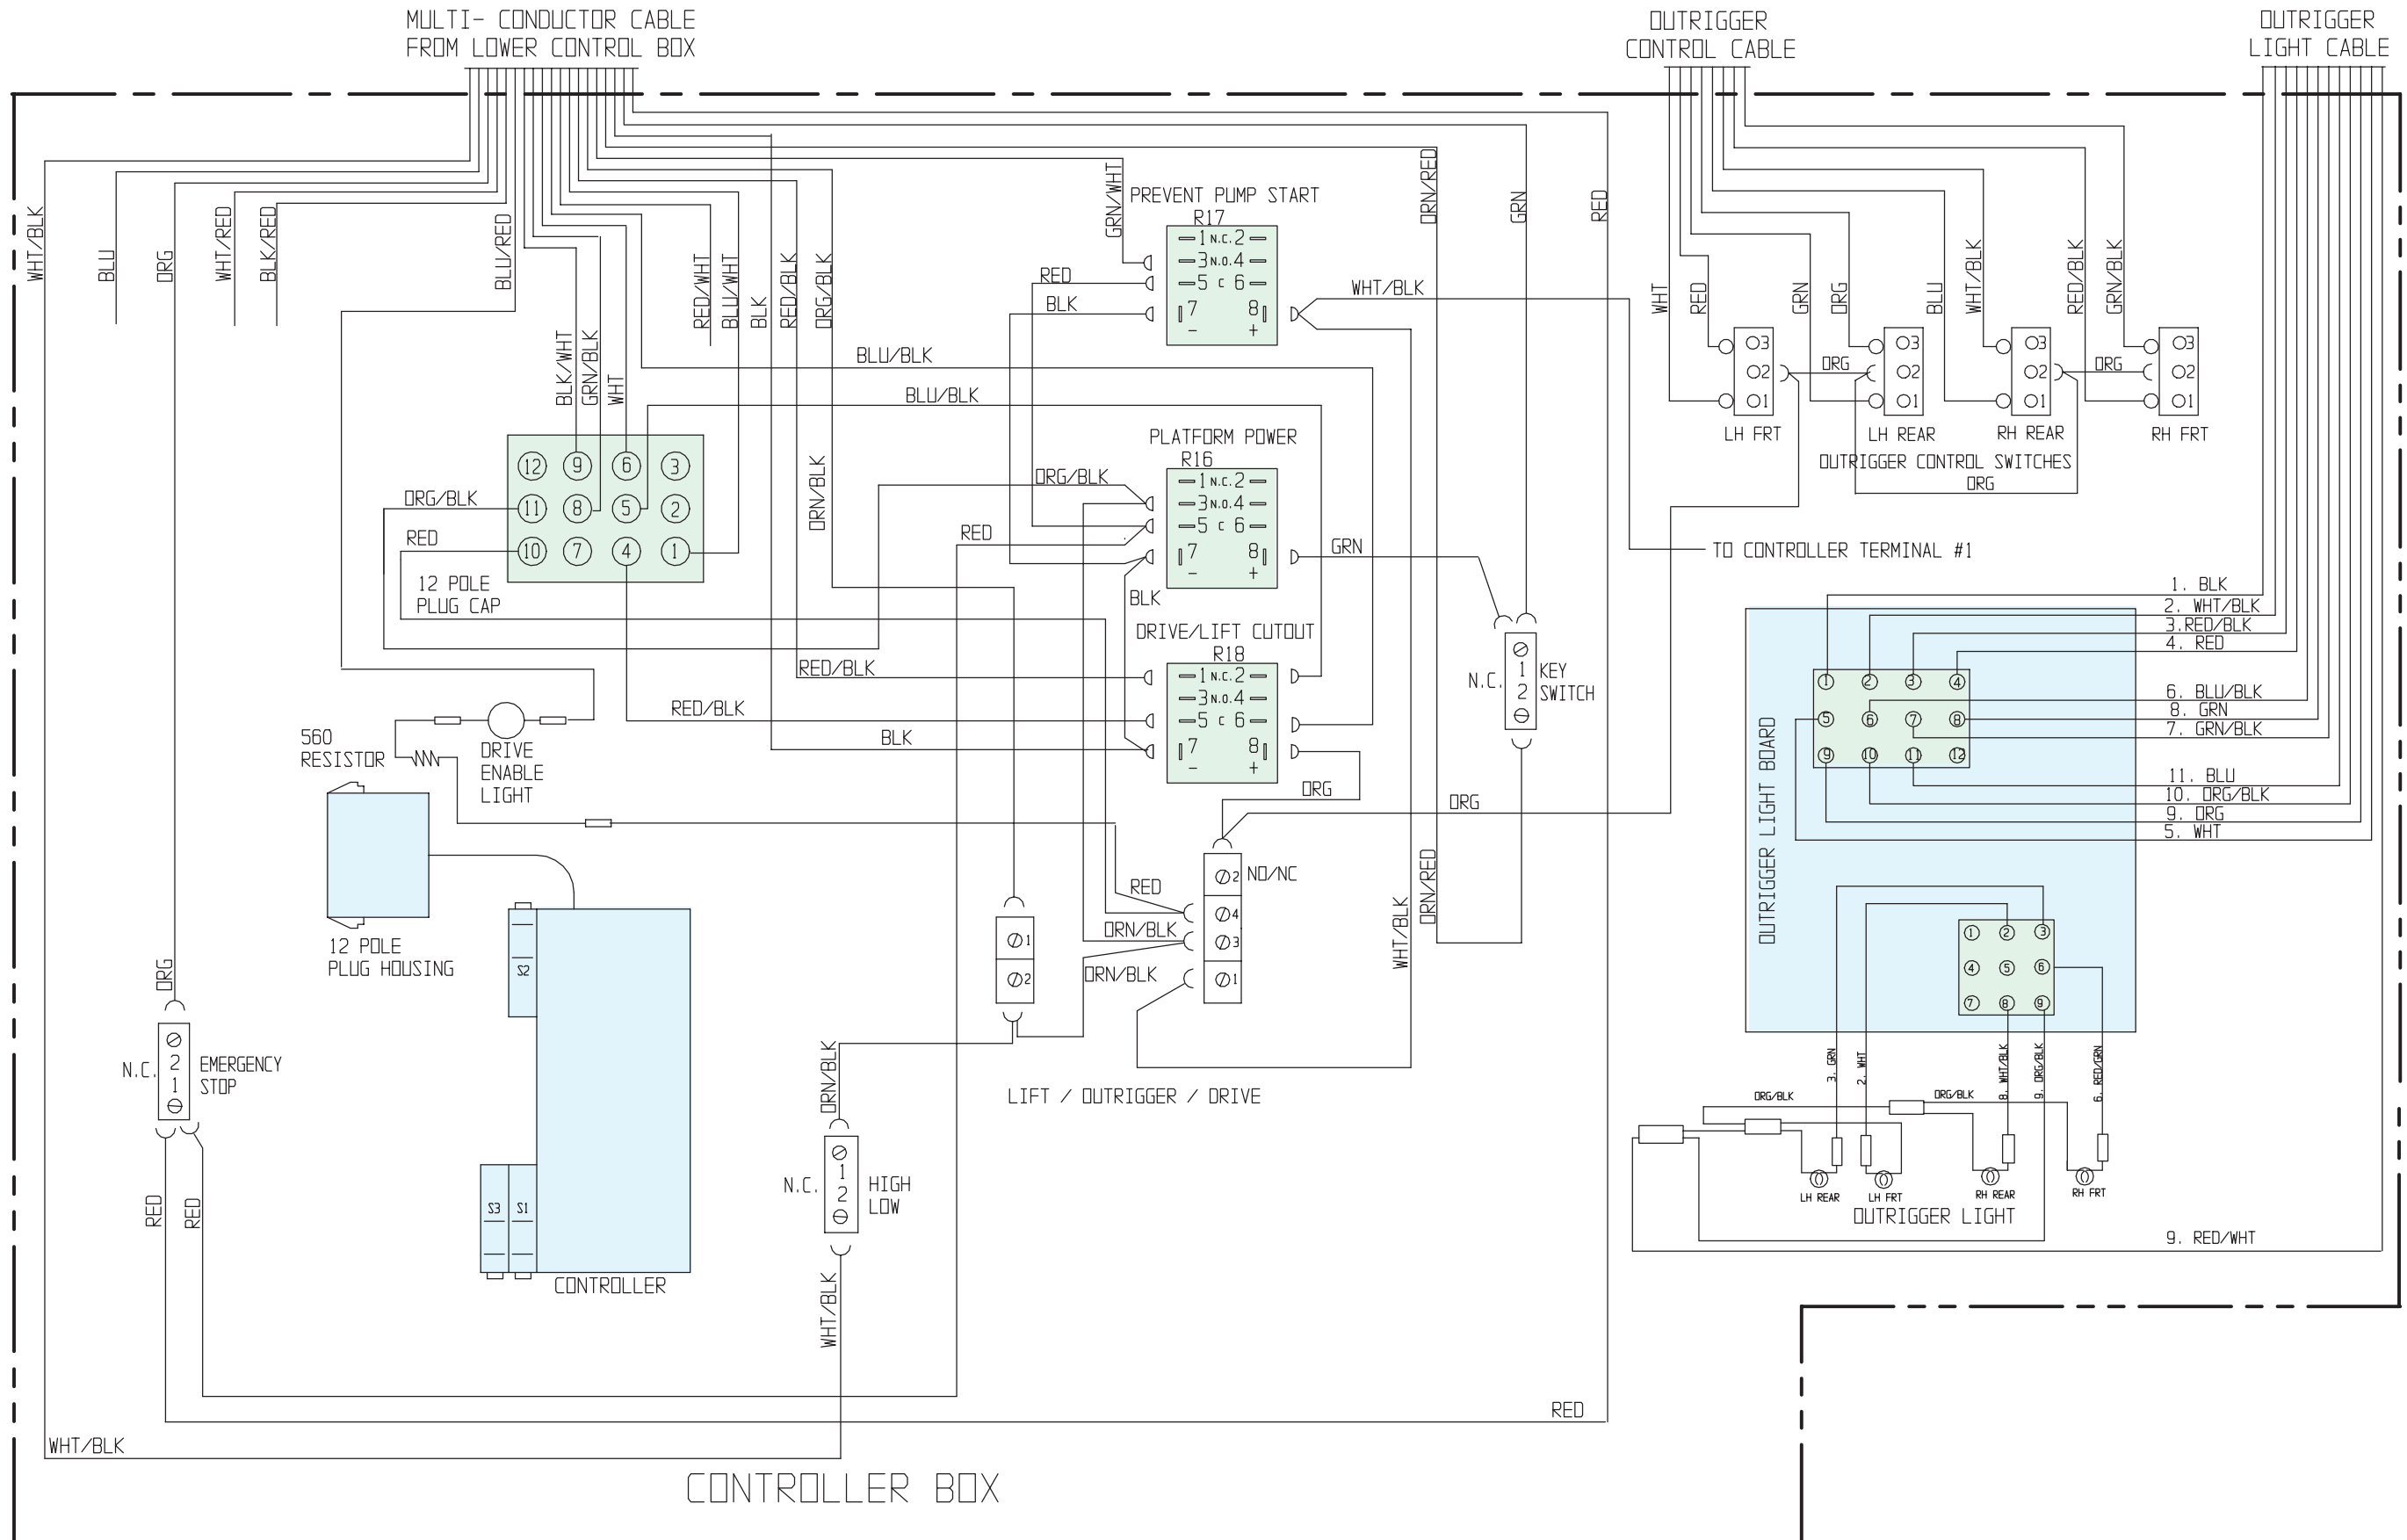 MULTI- CONDUCTOR CABLE
FROM LOWER CONTROL BOX
OUTRIGGER
CONTROL CABLE
OUTRIGGER
LIGHT CABLE
WHT/BLK
BLU
ORG
WHT/RED
BLK/RED
BLU/RED
BLK/WHT
GRN/BLK
WHT
RED/WHT
BLU/WHT
BLK
RED/BLK
ORG/BLK
GRN/WHT
ORN/RED
GRN
RED
PREVENT PUMP START
R17
1 N.C. 2
3 N.O. 4
5 C 6
7 8
- +
RED
BLK
WHT/BLK
BLU/BLK
BLU/BLK
WHT
RED
GRN
ORG
BLU
WHT/BLK
RED/BLK
GRN/BLK
3
2
1
LH FRT
ORG
3
2
1
LH REAR
3
2
1
RH REAR
ORG
3
2
1
RH FRT
OUTRIGGER CONTROL SWITCHES
ORG
12 9 6 3
11 8 5 2
10 7 4 1
ORG/BLK
RED
12 POLE
PLUG CAP
ORN/BLK
PLATFORM POWER
R16
1 N.C. 2
3 N.O. 4
5 C 6
7 8
- +
ORG/BLK
RED
GRN
BLK
TO CONTROLLER TERMINAL #1
DRIVE/LIFT CUTOUT
R18
1 N.C. 2
3 N.O. 4
5 C 6
7 8
- +
RED/BLK
RED/BLK
BLK
N.C.
1
2
KEY
SWITCH
ORG
ORG
560
RESISTOR
DRIVE
ENABLE
LIGHT
12 POLE
PLUG HOUSING
S2
S3 S1
CONTROLLER
1
2
RED
ORN/BLK
ORN/BLK
2
4
3
1
NO/NC
WHT/BLK
ORN/RED
LIFT / OUTRIGGER / DRIVE
ORG
N.C.
2
1
EMERGENCY
STOP
RED
RED
ORN/BLK
N.C.
1
2
HIGH
LOW
WHT/BLK
RED
WHT/BLK
CONTROLLER BOX
1. BLK
2. WHT/BLK
3.RED/BLK
4. RED
6. BLU/BLK
8. GRN
7. GRN/BLK
11. BLU
10. ORG/BLK
9. ORG
5. WHT
OUTRIGGER LIGHT BOARD
1 2 3 4
5 6 7 8
9 10 11 12
1 2 3
4 5 6
7 8 9
3. GRN
2. WHT
8. WHT/BLK
9. ORG/BLK
6. RED/GRN
ORG/BLK
ORG/BLK
LH REAR
LH FRT
RH REAR
RH FRT
OUTRIGGER LIGHT
9. RED/WHT